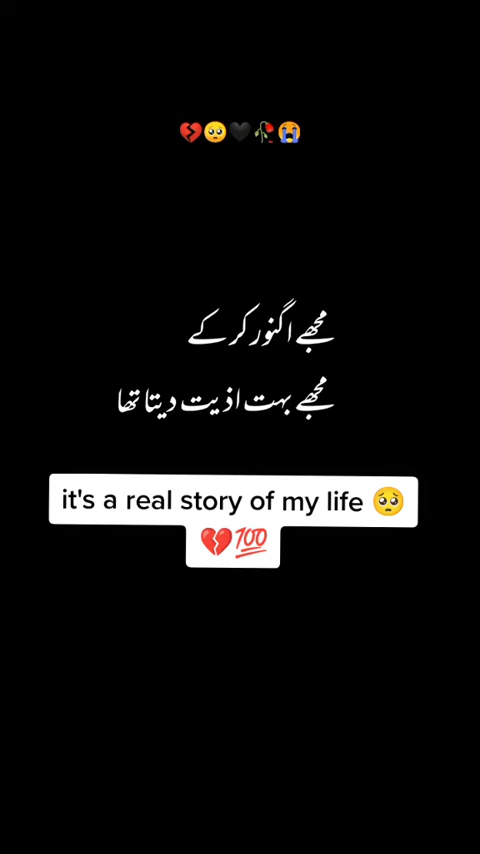 💔🥺🖤🥀😭
مجھے اگنور کر کے
مجھے بہت اذیت دیتا تھا
it's a real story of my life 🥺
💔💯